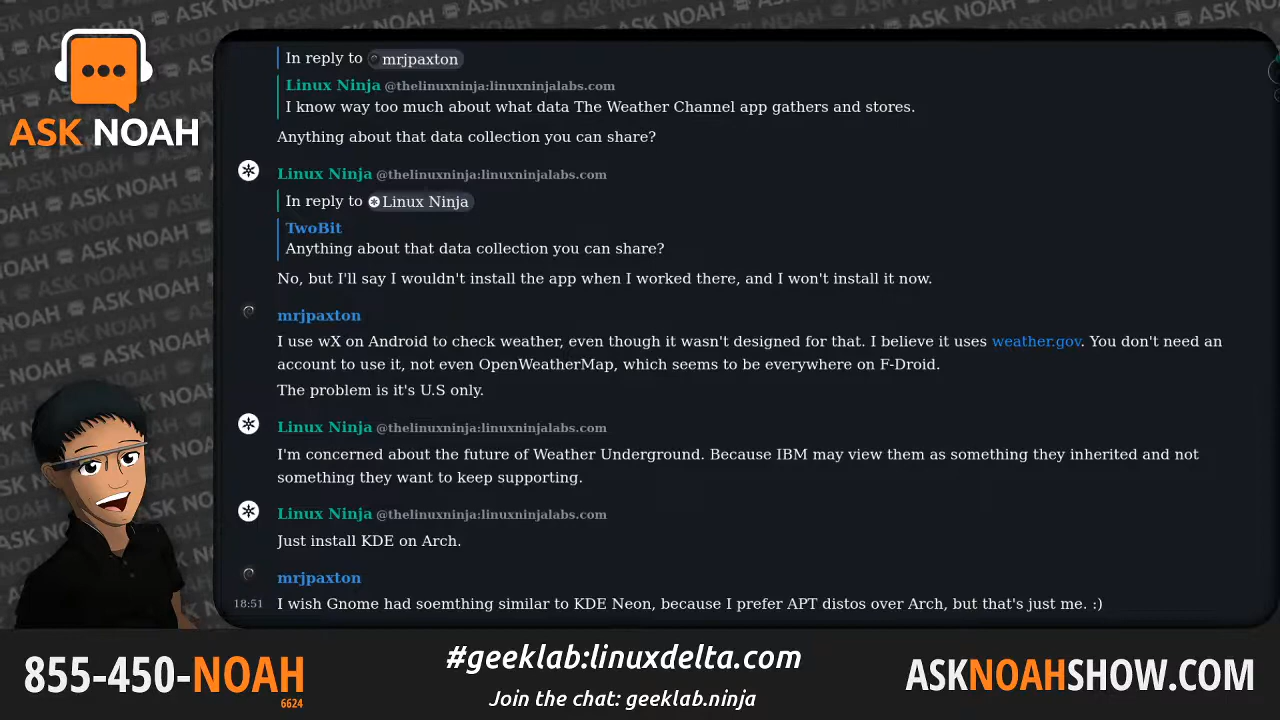 ASK NOAH
In reply to mrjpaxton
Linux Ninja @thelinuxninja:linuxninjalabs.com
I know way too much about what data The Weather Channel app gathers and stores.
Anything about that data collection you can share?
Linux Ninja @thelinuxninja:linuxninjalabs.com
In reply to Linux Ninja
TwoBit
Anything about that data collection you can share?
No, but I'll say I wouldn't install the app when I worked there, and I won't install it now.
mrjpaxton
I use wX on Android to check weather, even though it wasn't designed for that. I believe it uses weather.gov. You don't need an
account to use it, not even OpenWeatherMap, which seems to be everywhere on F-Droid.
The problem is it's U.S only.
Linux Ninja @thelinuxninja:linuxninjalabs.com
I'm concerned about the future of Weather Underground. Because IBM may view them as something they inherited and not
something they want to keep supporting.
Linux Ninja @thelinuxninja:linuxninjalabs.com
Just install KDE on Arch.
mrjpaxton
18:51 I wish Gnome had soemthing similar to KDE Neon, because I prefer APT distos over Arch, but that's just me. :)
855-450-NOAH
6624
#geeklab:linuxdelta.com
Join the chat: geeklab.ninja
ASKNOAHSHOW.COM